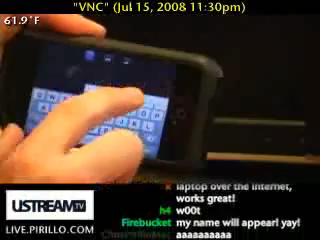 "VNC" (Jul 15, 2008 11:30pm)
61.9°F
laptop over the internet,
works great!
h4 w00t
Firebucket my name will appear! yay!
aaaaaaaaaa
USTREAM TV
LIVE.PIRILLO.COM